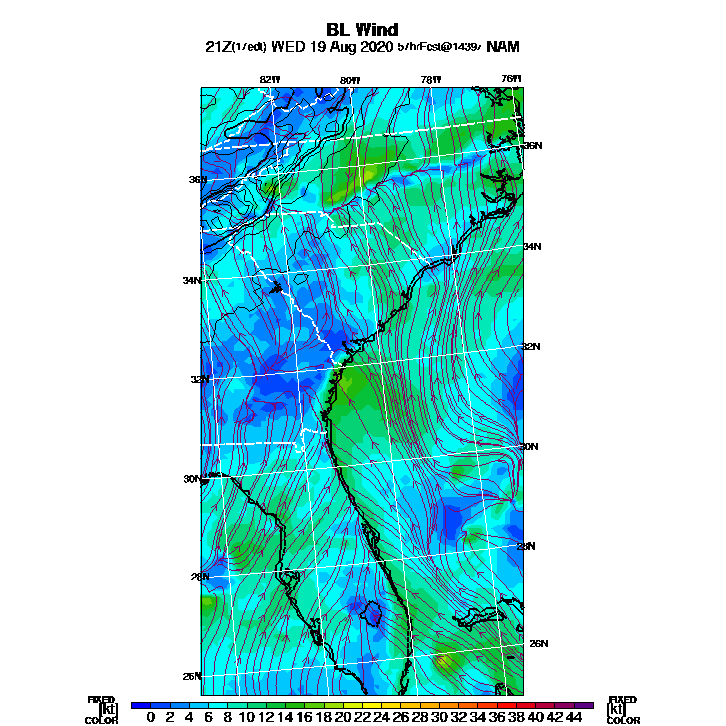 BL Wind
21Z(17edt) WED 19 Aug 2020 57hrFcst@1439z NAM
82W 80W 78W 76W
36N
36N
34N
34N
32N
32N
30N
30N
28N
28N
26N
26N
FIXED FIXED
[kt] 0 2 4 6 8 10 12 14 16 18 20 22 24 26 28 30 32 34 36 38 40 42 44 [kt]
COLOR COLOR